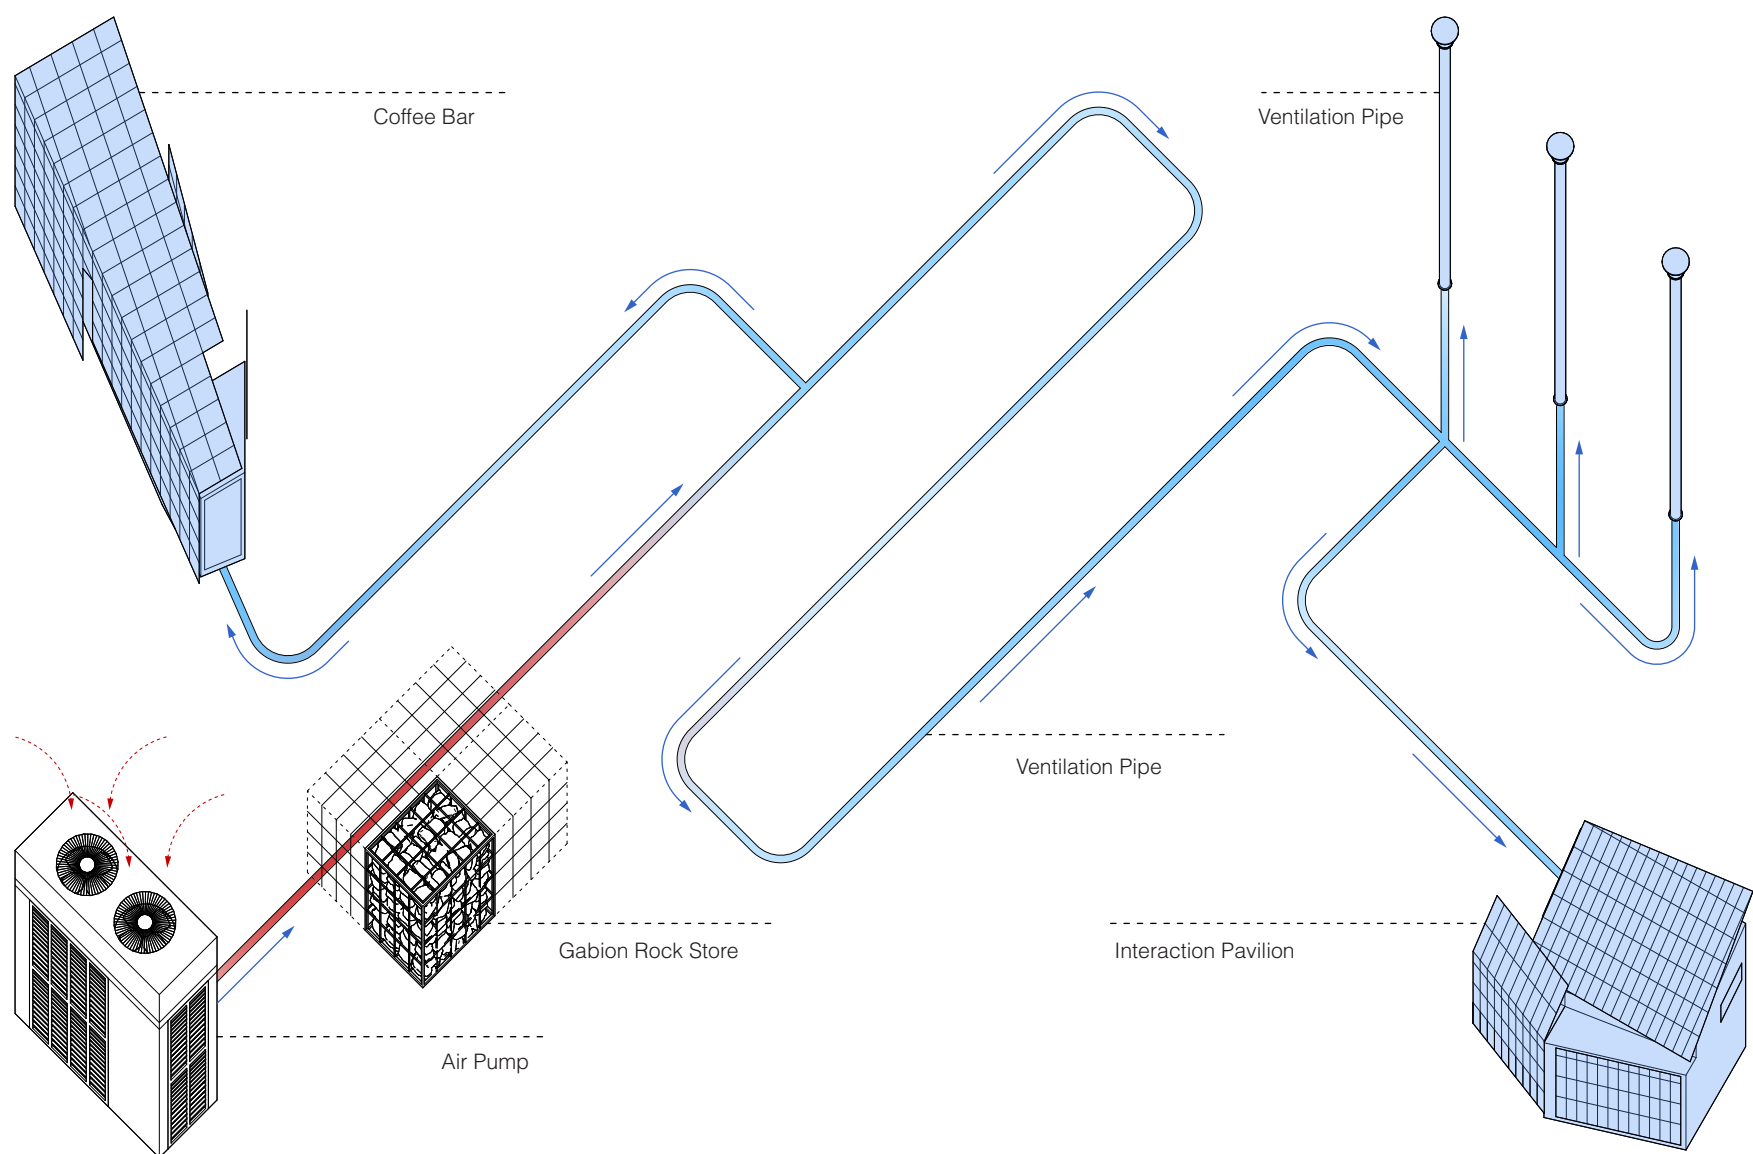 Coffee Bar
Ventilation Pipe
Ventilation Pipe
Gabion Rock Store
Interaction Pavilion
Air Pump